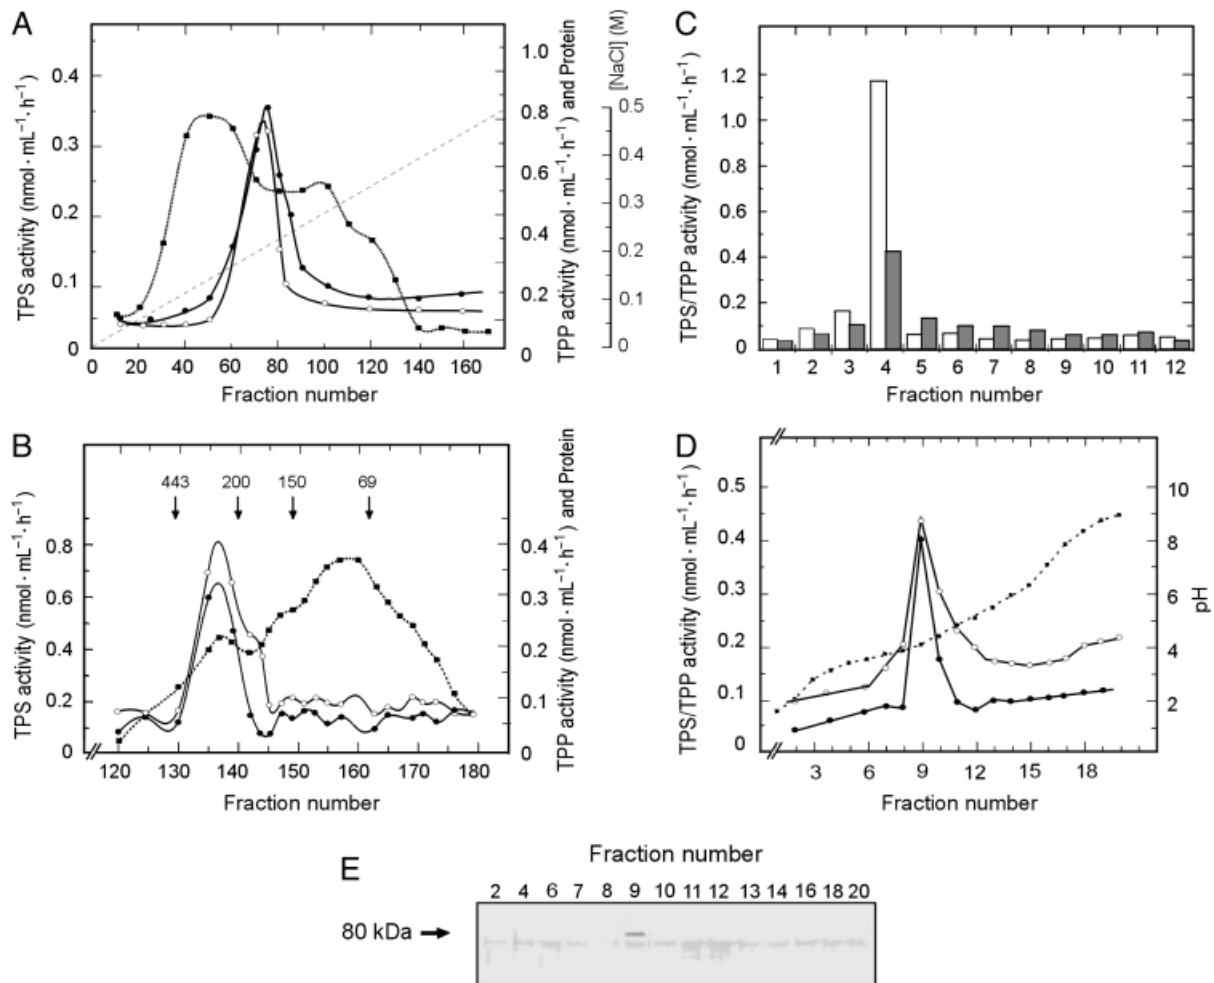 A
TPS activity (nmol · mL⁻¹ · h⁻¹)
0.4
0.3
0.2
0.1
0
0 20 40 60 80 100 120 140 160
Fraction number
1.0
0.8
0.6
0.4
0.2
0
TPP activity (nmol · mL⁻¹ · h⁻¹) and Protein
[NaCl] (M)
0.5
0.4
0.3
0.2
0.1
0
C
TPS/TPP activity (nmol · mL⁻¹ · h⁻¹)
1.2
1.0
0.8
0.6
0.4
0.2
0
1 2 3 4 5 6 7 8 9 10 11 12
Fraction number
B
443 200 150 69
TPS activity (nmol · mL⁻¹ · h⁻¹)
0.8
0.6
0.4
0.2
0
120 130 140 150 160 170 180
Fraction number
0.4
0.3
0.2
0.1
0
TPP activity (nmol · mL⁻¹ · h⁻¹) and Protein
D
TPS/TPP activity (nmol · mL⁻¹ · h⁻¹)
0.5
0.4
0.3
0.2
0.1
0
3 6 9 12 15 18
Fraction number
10
8
6
4
2
pH
E
Fraction number
2 4 6 7 8 9 10 11 12 13 14 16 18 20
80 kDa